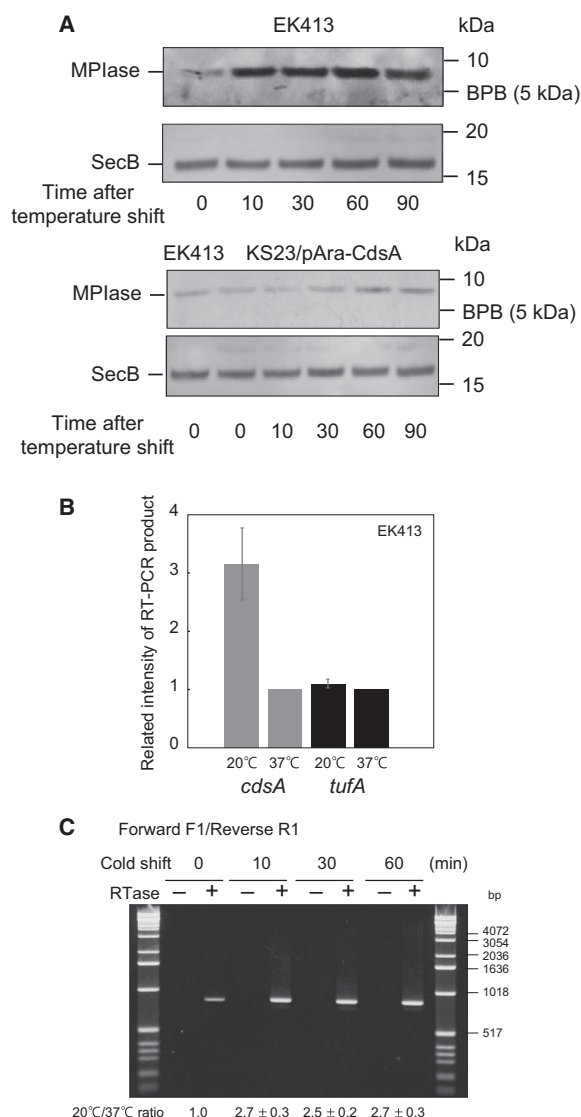 A
EK413
kDa
MPIase
10
BPB (5 kDa)
SecB
20
15
Time after
temperature shift
0 10 30 60 90
EK413 KS23/pAra-CdsA
kDa
MPIase
10
BPB (5 kDa)
SecB
20
15
Time after
temperature shift
0 0 10 30 60 90
B
Related intensity of RT-PCR product
4
3
2
1
0
EK413
20℃ 37℃ 20℃ 37℃
cdsA tufA
C
Forward F1/Reverse R1
Cold shift 0 10 30 60 (min)
RTase – + – + – + – +
bp
4072
3054
2036
1636
1018
517
20℃/37℃ ratio 1.0 2.7 ± 0.3 2.5 ± 0.2 2.7 ± 0.3